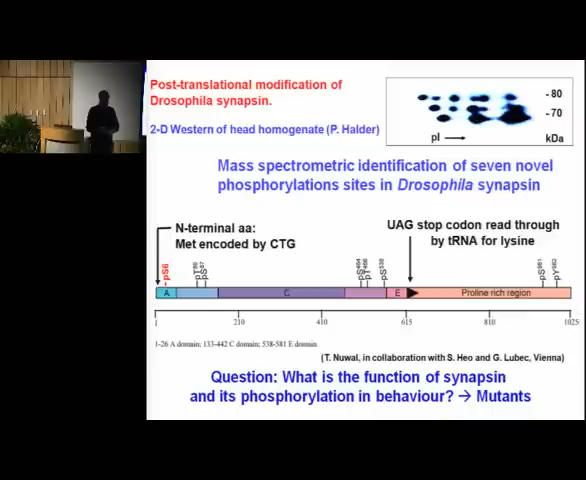 Post-translational modification of
Drosophila synapsin.
2-D Western of head homogenate (P. Halder)
- 80
- 70
pI
kDa
Mass spectrometric identification of seven novel
phosphorylations sites in Drosophila synapsin
N-terminal aa:
Met encoded by CTG
UAG stop codon read through
by tRNA for lysine
pS6
A
C
E
Proline rich region
1
210
410
615
810
1025
1-26 A domain; 133-442 C domain; 538-581 E domain
(T. Nuwal, in collaboration with S. Heo and G. Lubec, Vienna)
Question: What is the function of synapsin
and its phosphorylation in behaviour? → Mutants